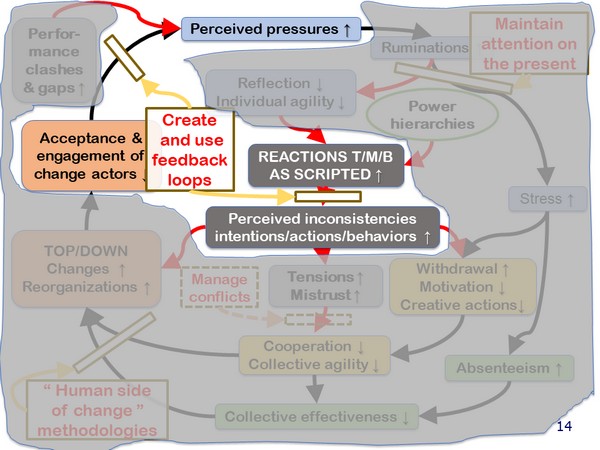 Perfor-
mance
clashes
& gaps ↑
Perceived pressures ↑
Ruminations
Maintain
attention on
the present
Reflection ↓
Individual agility ↓
Power
hierarchies
Create
and use
feedback
loops
Acceptance &
engagement of
change actors ↓
REACTIONS T/M/B
AS SCRIPTED ↑
Stress ↑
Perceived inconsistencies
intentions/actions/behaviors ↑
TOP/DOWN
Changes ↑
Reorganizations ↑
Manage
conflicts
Tensions ↑
Mistrust ↑
Withdrawal ↑
Motivation ↓
Creative actions ↓
Cooperation ↓
Collective agility ↓
Absenteeism ↑
“ Human side
of change ”
methodologies
Collective effectiveness ↓
14